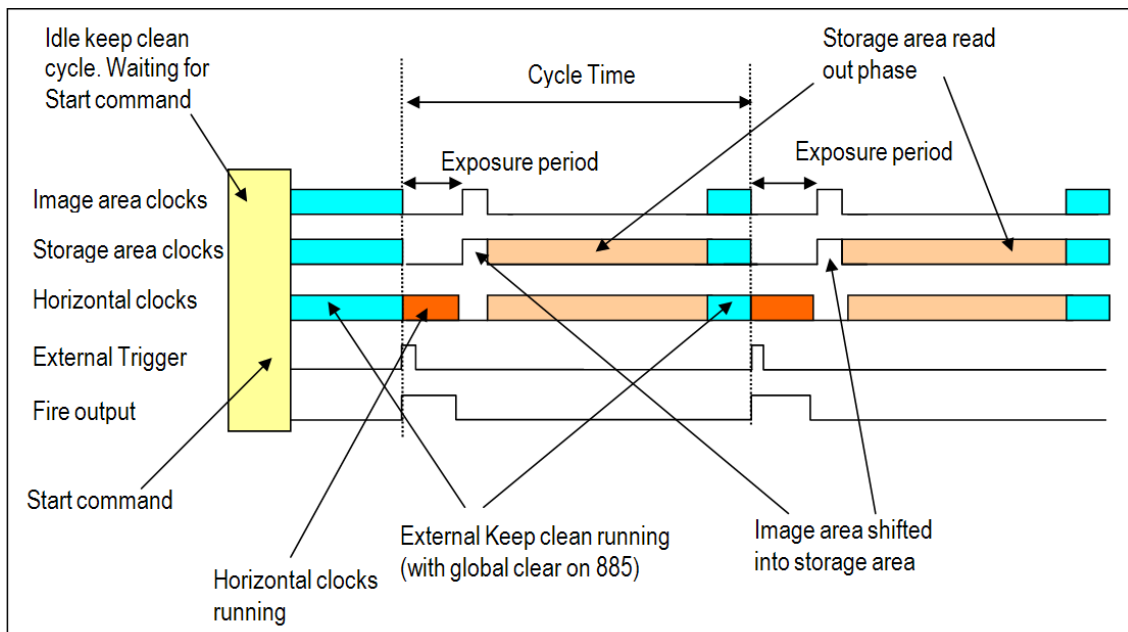 Idle keep clean
cycle. Waiting for
Start command
Cycle Time
Storage area read
out phase
Exposure period
Exposure period
Image area clocks
Storage area clocks
Horizontal clocks
External Trigger
Fire output
Start command
Horizontal clocks
running
External Keep clean running
(with global clear on 885)
Image area shifted
into storage area